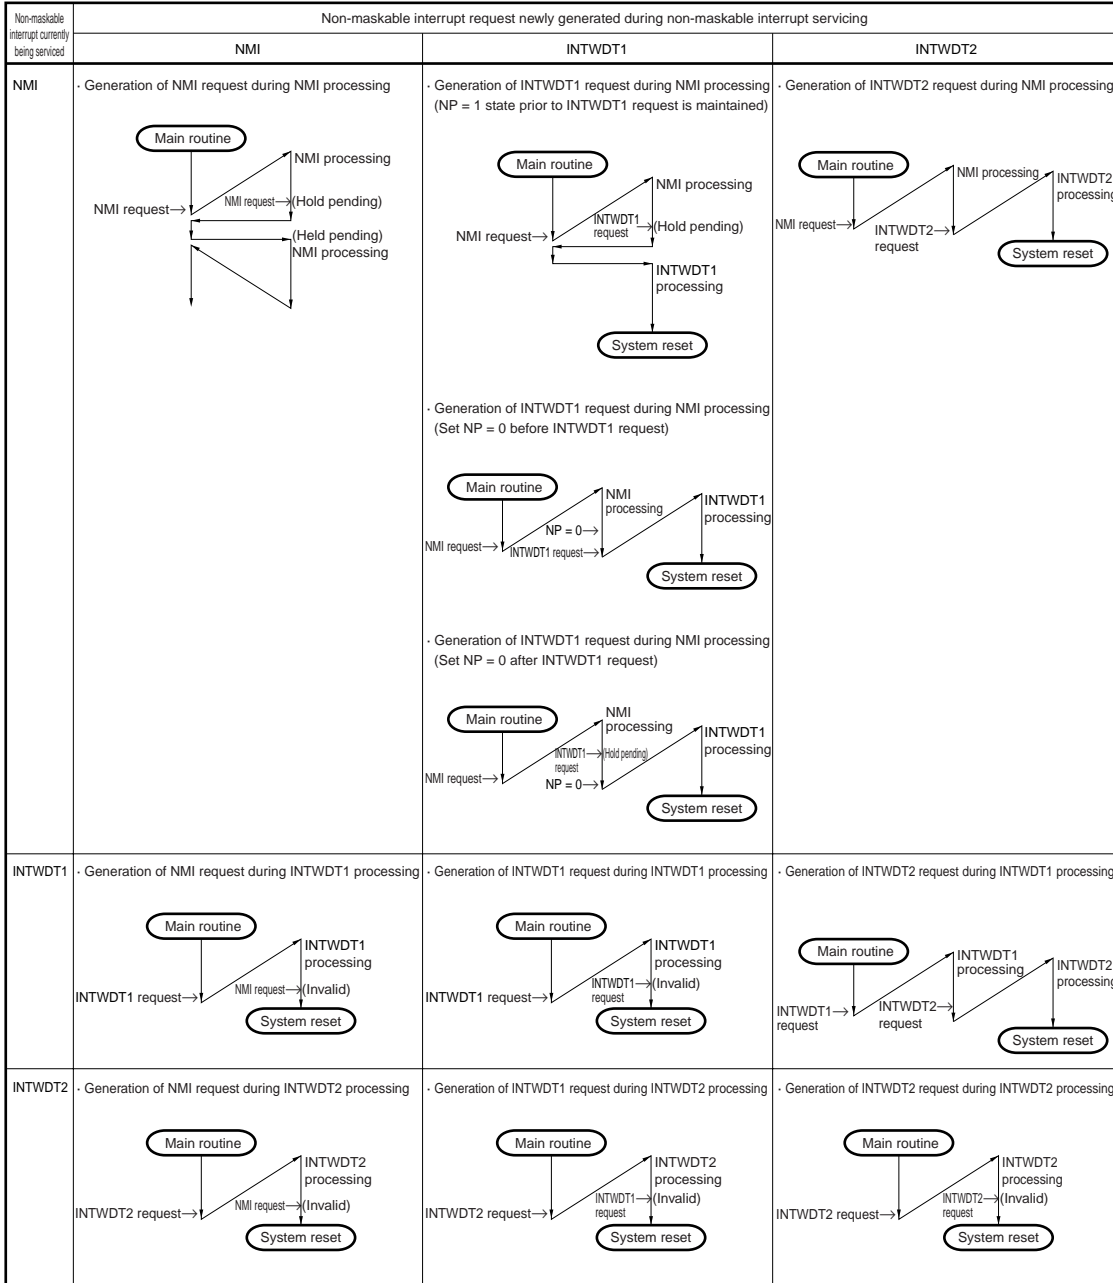 Non-maskable
interrupt currently
being serviced
Non-maskable interrupt request newly generated during non-maskable interrupt servicing
NMI
INTWDT1
INTWDT2
NMI
· Generation of NMI request during NMI processing
Main routine
NMI processing
NMI request→(Hold pending)
NMI request→
(Held pending)
NMI processing
· Generation of INTWDT1 request during NMI processing
(NP = 1 state prior to INTWDT1 request is maintained)
Main routine
NMI processing
INTWDT1
request
→(Hold pending)
NMI request→
INTWDT1
processing
System reset
· Generation of INTWDT1 request during NMI processing
(Set NP = 0 before INTWDT1 request)
Main routine
NMI
processing
INTWDT1
processing
NP = 0→
NMI request→
INTWDT1 request→
System reset
· Generation of INTWDT1 request during NMI processing
(Set NP = 0 after INTWDT1 request)
Main routine
NMI
processing
INTWDT1
processing
INTWDT1
request
→(Hold pending)
NMI request→
NP = 0→
System reset
· Generation of INTWDT2 request during NMI processing
Main routine
NMI processing
INTWDT2
processing
NMI request→
INTWDT2→
request
System reset
INTWDT1
· Generation of NMI request during INTWDT1 processing
Main routine
INTWDT1
processing
NMI request→(Invalid)
INTWDT1 request→
System reset
· Generation of INTWDT1 request during INTWDT1 processing
Main routine
INTWDT1
processing
INTWDT1→(Invalid)
request
INTWDT1 request→
System reset
· Generation of INTWDT2 request during INTWDT1 processing
Main routine
INTWDT1
processing
INTWDT2
processing
INTWDT1→
request
INTWDT2→
request
System reset
INTWDT2
· Generation of NMI request during INTWDT2 processing
Main routine
INTWDT2
processing
NMI request→(Invalid)
INTWDT2 request→
System reset
· Generation of INTWDT1 request during INTWDT2 processing
Main routine
INTWDT2
processing
INTWDT1→(Invalid)
request
INTWDT2 request→
System reset
· Generation of INTWDT2 request during INTWDT2 processing
Main routine
INTWDT2
processing
INTWDT2→(Invalid)
request
INTWDT2 request→
System reset